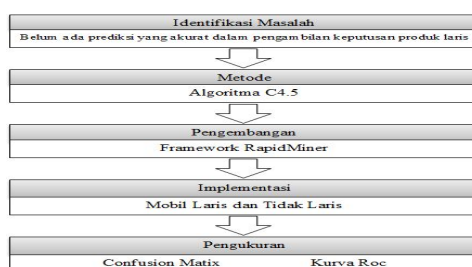 Identifikasi Masalah
Belum ada prediksi yang akurat dalam pengambilan keputusan produk laris
Metode
Algoritma C4.5
Pengembangan
Framework RapidMiner
Implementasi
Mobil Laris dan Tidak Laris
Pengukuran
Confusion Matix Kurva Roc